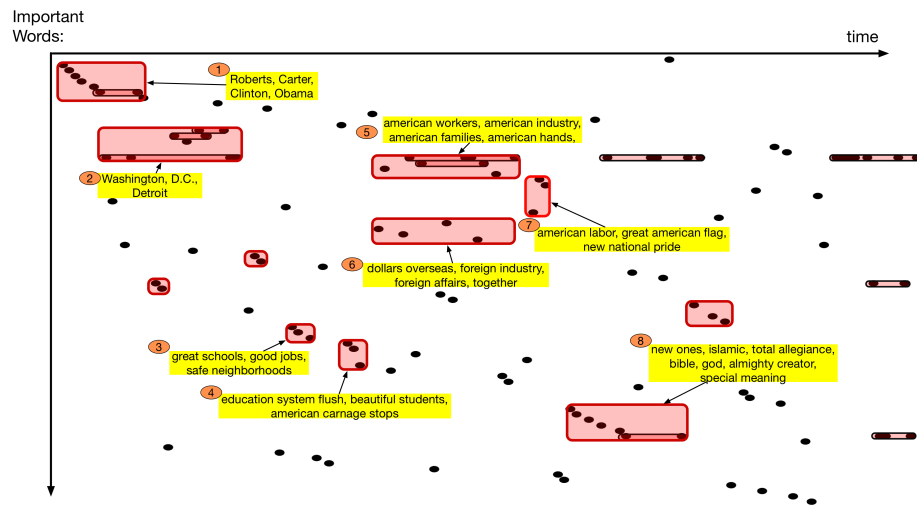 Important
Words:
time
1
Roberts, Carter,
Clinton, Obama
2
Washington, D.C.,
Detroit
5
american workers, american industry,
american families, american hands,
7
american labor, great american flag,
new national pride
6
dollars overseas, foreign industry,
foreign affairs, together
3
great schools, good jobs,
safe neighborhoods
4
education system flush, beautiful students,
american carnage stops
8
new ones, islamic, total allegiance,
bible, god, almighty creator,
special meaning